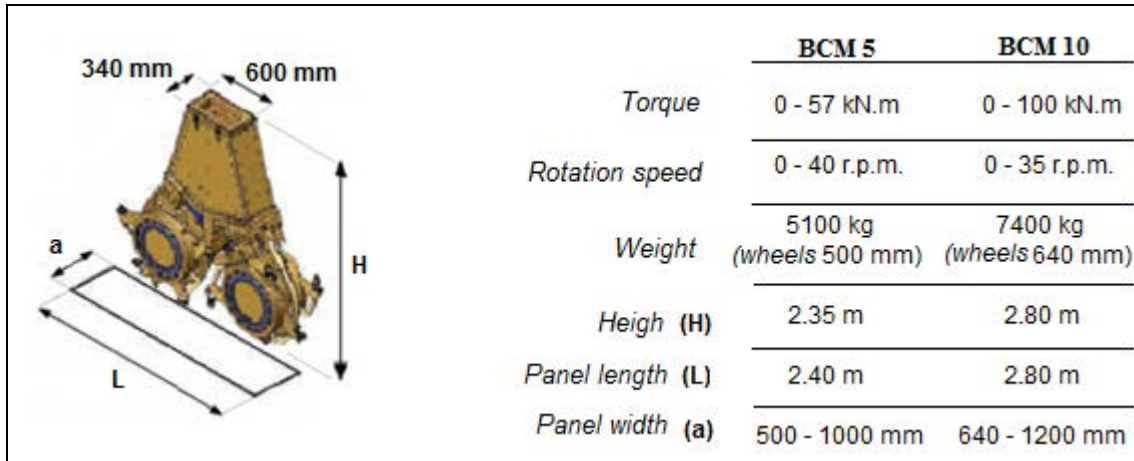 340 mm
600 mm
a
H
L
BCM 5 BCM 10
Torque 0 - 57 kN.m 0 - 100 kN.m
Rotation speed 0 - 40 r.p.m. 0 - 35 r.p.m.
Weight 5100 kg 7400 kg
(wheels 500 mm) (wheels 640 mm)
Heigh (H) 2.35 m 2.80 m
Panel length (L) 2.40 m 2.80 m
Panel width (a) 500 - 1000 mm 640 - 1200 mm